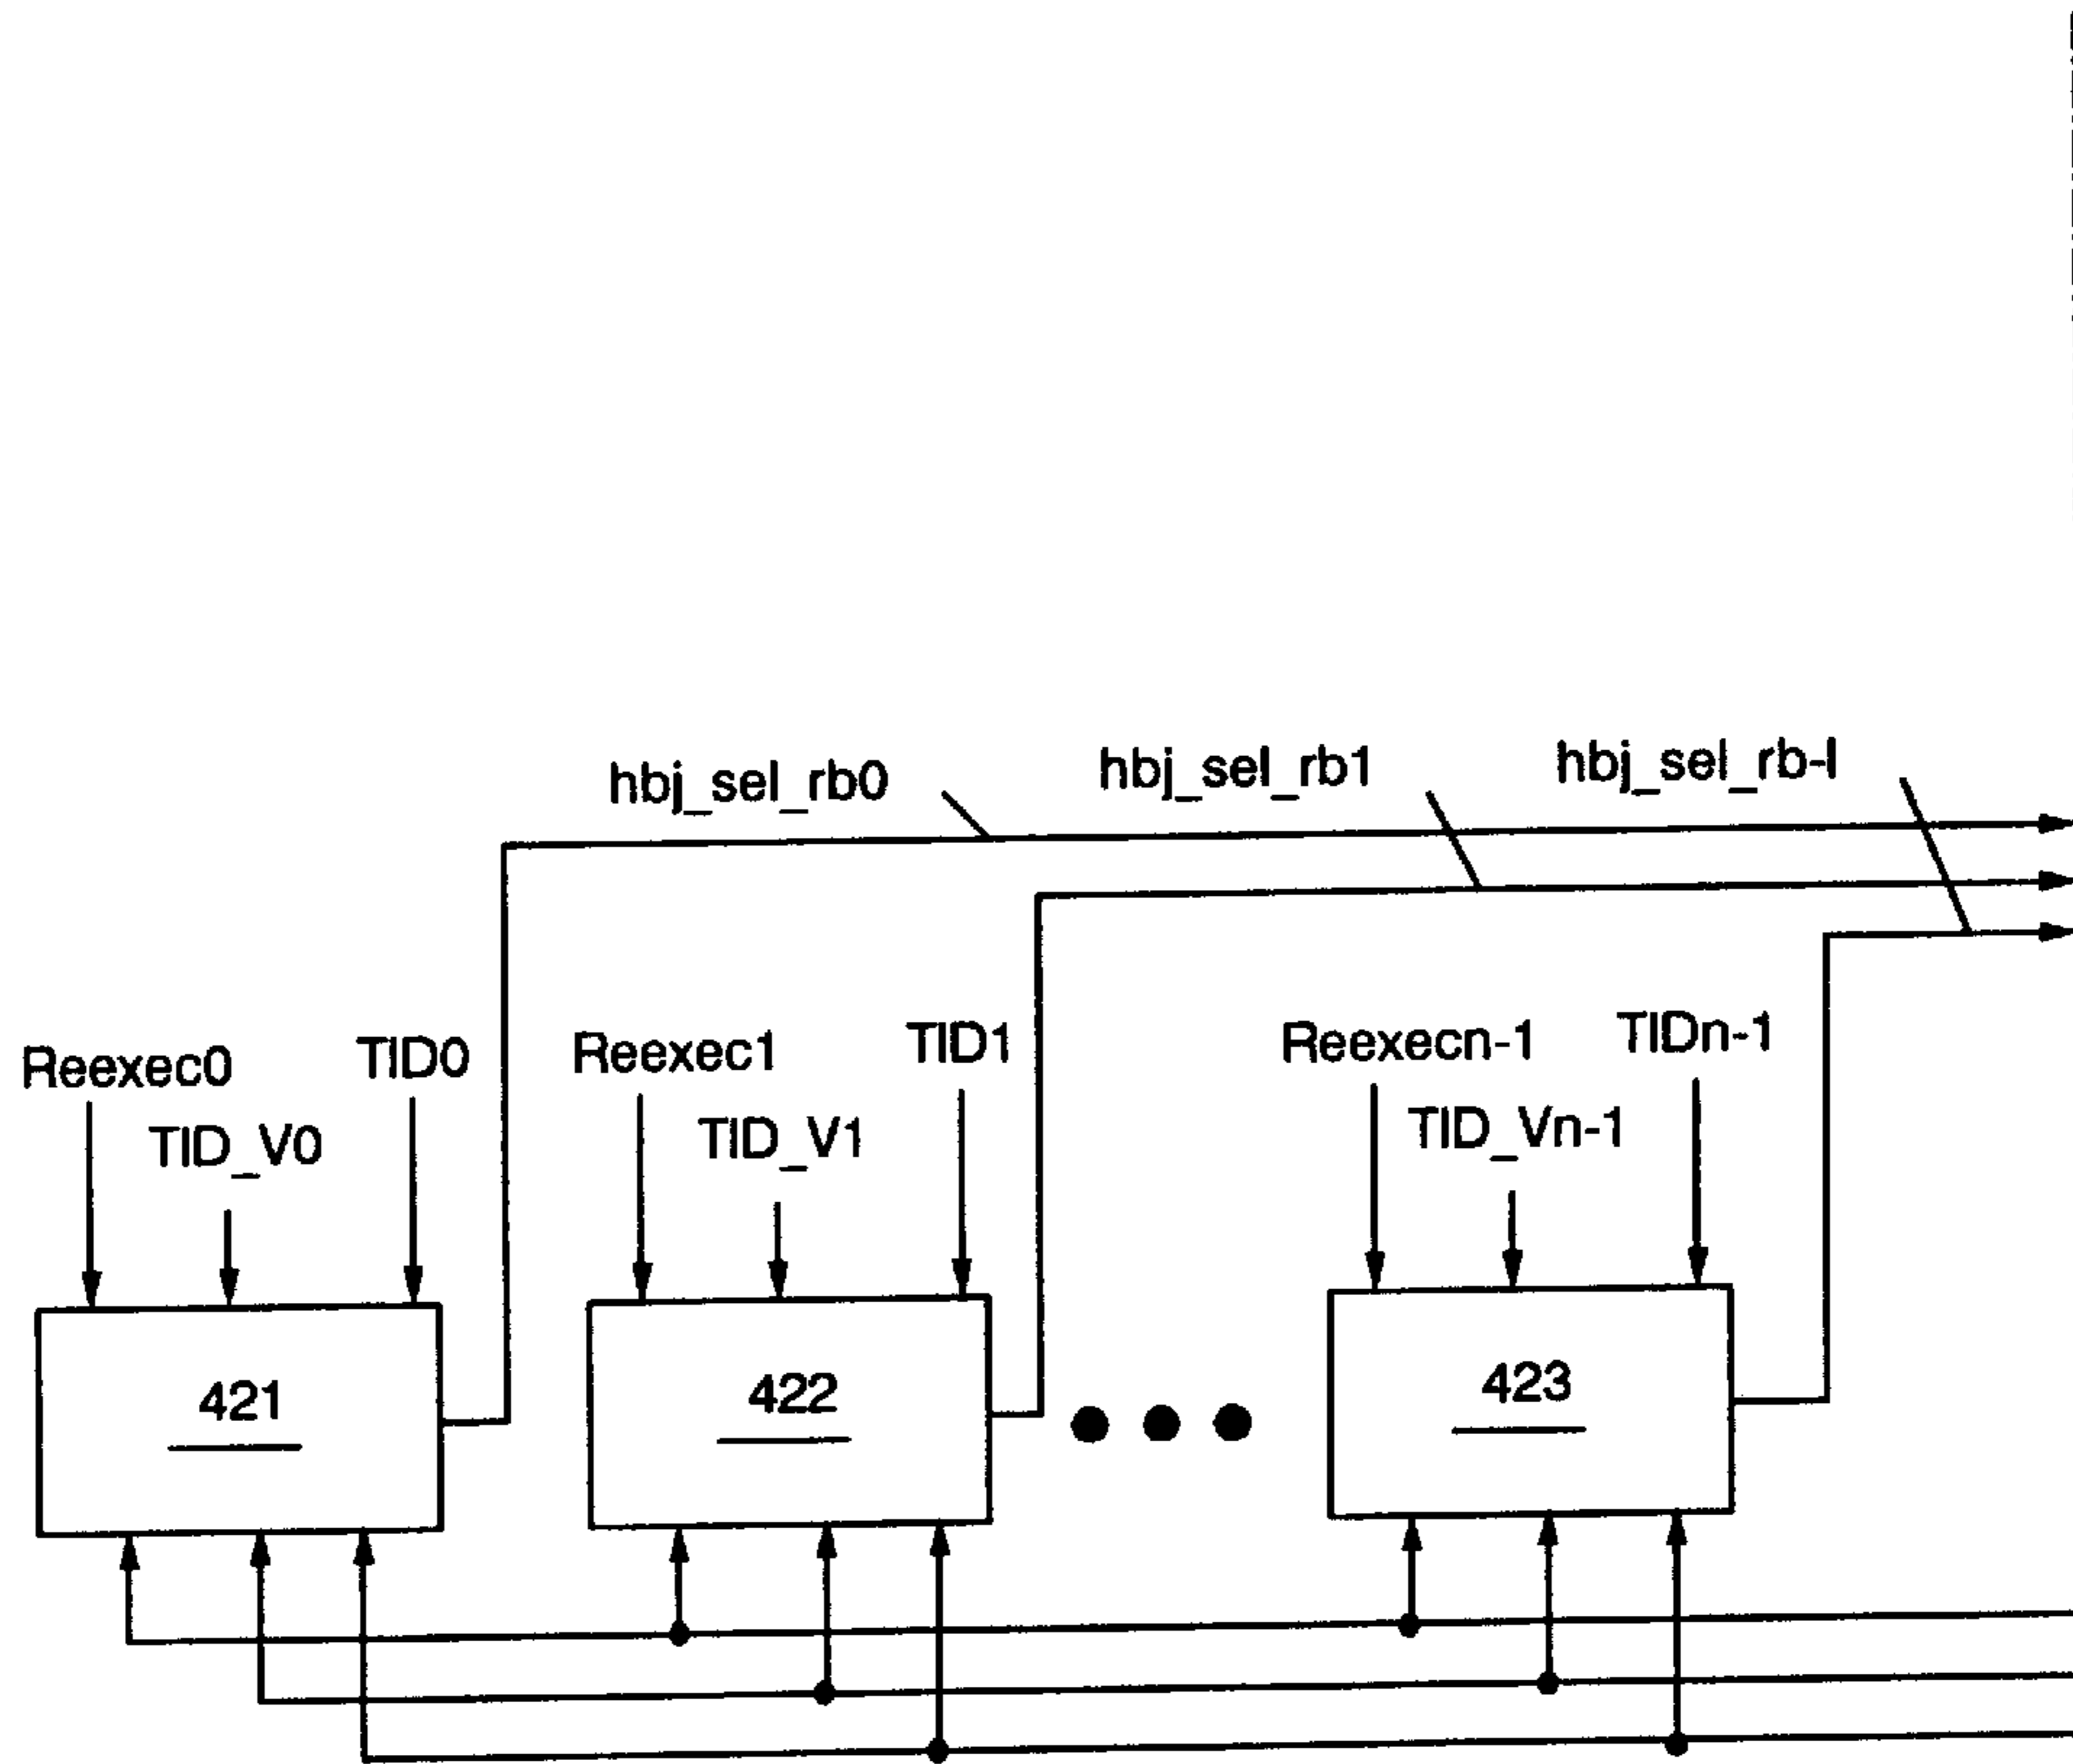 hbj_sel_rb0 hbj_sel_rb1 hbj_sel_rb-l
Reexec0 TID0 Reexec1 TID1 Reexecn-1 TIDn-1
TID_V0 TID_V1 TID_Vn-1
421 422 423